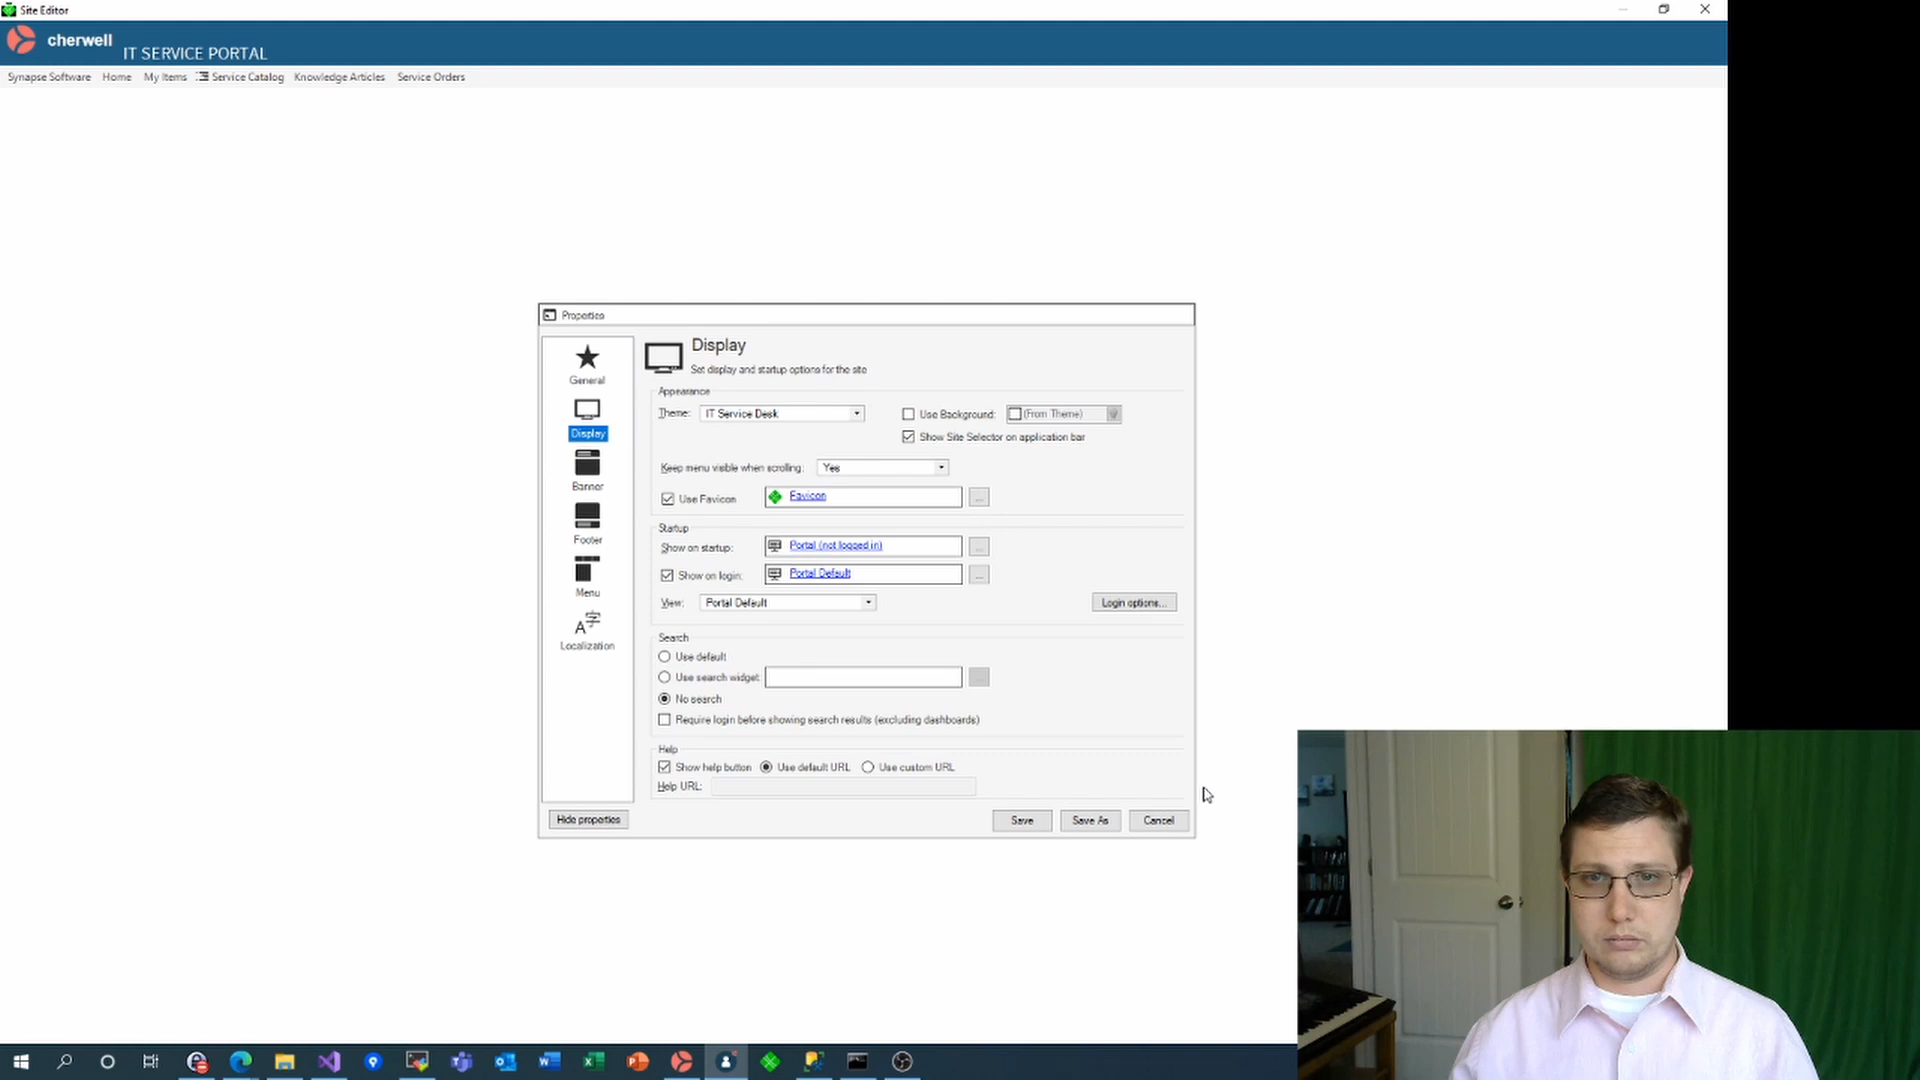 Site Editor
cherwell
IT SERVICE PORTAL
Synapse Software Home My Items Service Catalog Knowledge Articles Service Orders
Properties
General
Display
Banner
Footer
Menu
A字
Localization
Display
Set display and startup options for the site
Appearance
Theme: IT Service Desk
Use Background: (From Theme)
Show Site Selector on application bar
Keep menu visible when scrolling: Yes
Use Favicon Favicon ...
Startup
Show on startup: Portal (not logged in) ...
Show on login: Portal Default ...
View: Portal Default Login options...
Search
Use default
Use search widget: ...
No search
Require login before showing search results (excluding dashboards)
Help
Show help button Use default URL Use custom URL
Help URL:
Hide properties Save Save As Cancel